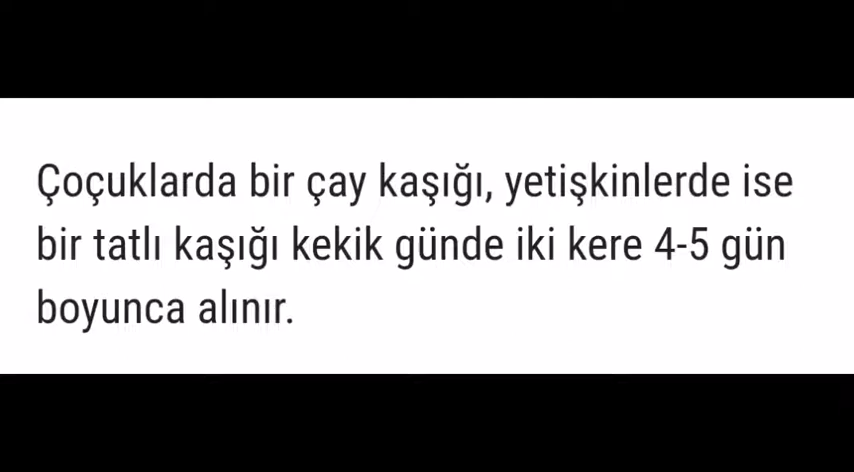 Çoçuklarda bir çay kaşığı, yetişkinlerde ise
bir tatlı kaşığı kekik günde iki kere 4-5 gün
boyunca alınır.